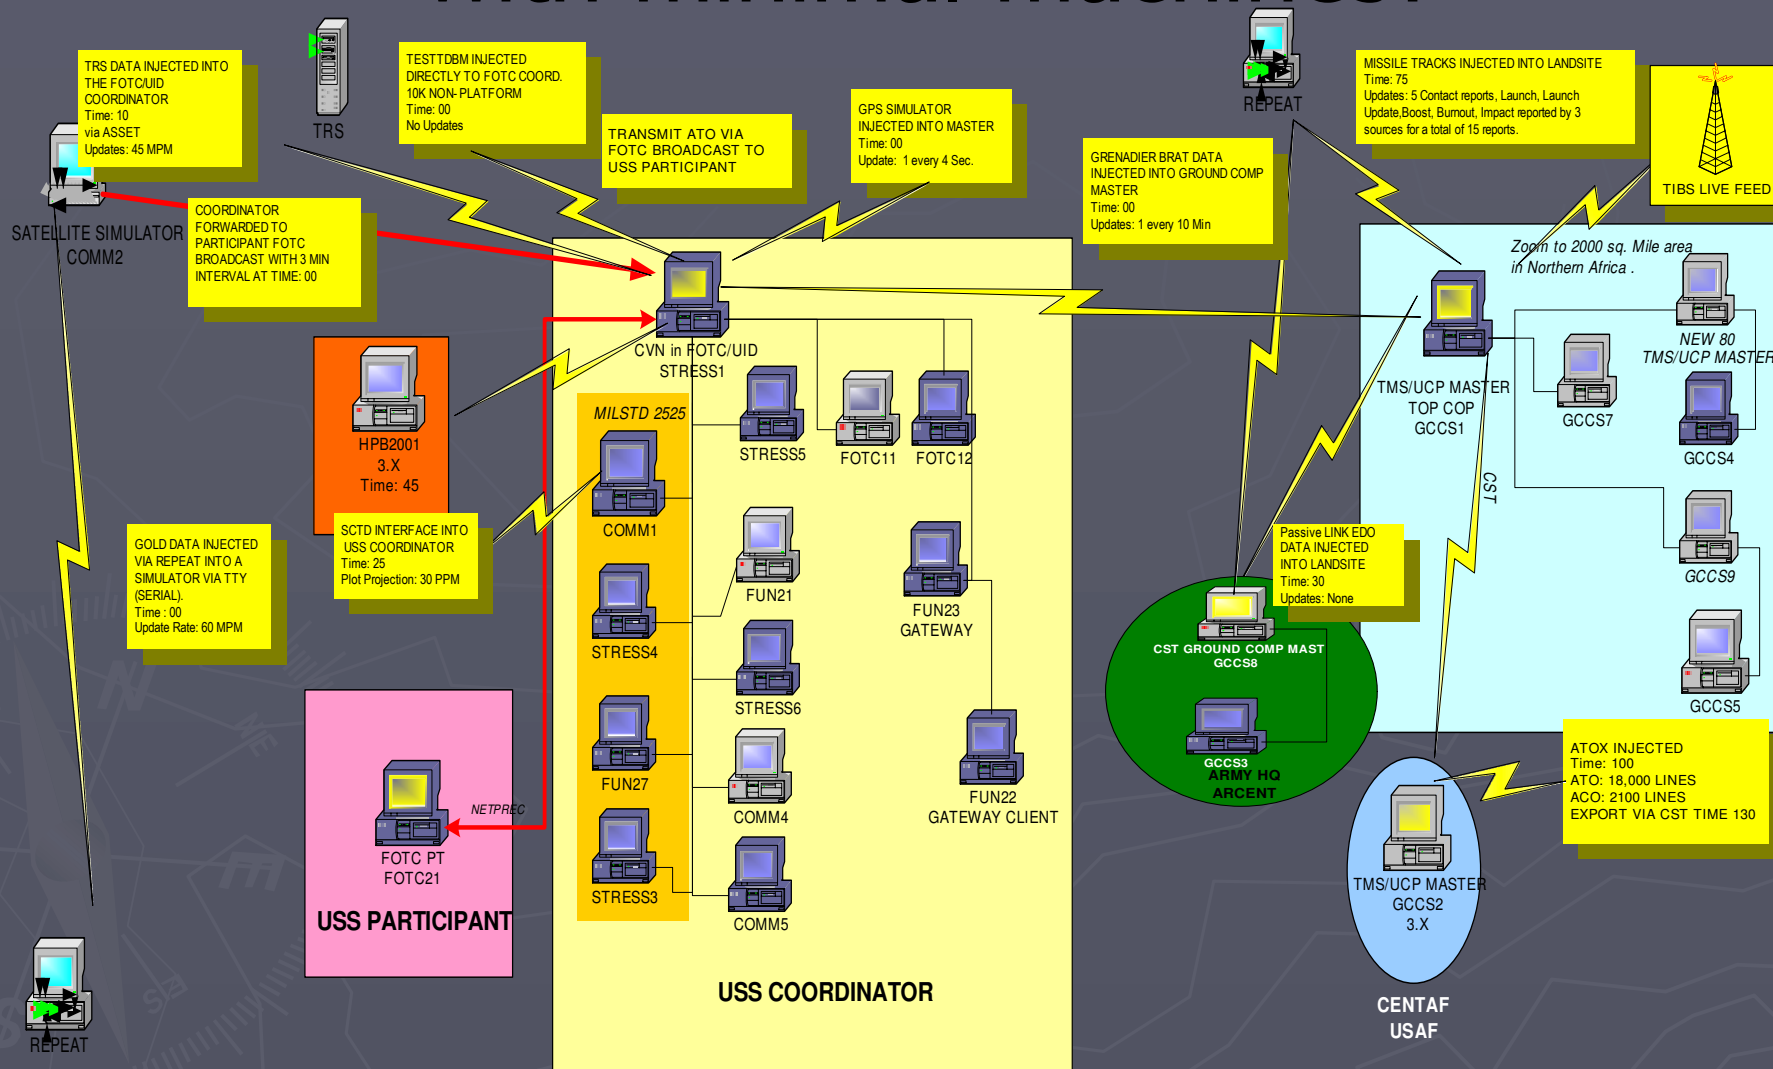 with Minimal Machines?
TRS DATA INJECTED INTO
THE FOTC/UID
COORDINATOR
Time: 10
via ASSET
Updates: 45 MPM
TRS
TESTTDBM INJECTED
DIRECTLY TO FOTC COORD.
10K NON- PLATFORM
Time: 00
No Updates
TRANSMIT ATO VIA
FOTC BROADCAST TO
USS PARTICIPANT
GPS SIMULATOR
INJECTED INTO MASTER
Time: 00
Update: 1 every 4 Sec.
REPEAT
MISSILE TRACKS INJECTED INTO LANDSITE
Time: 75
Updates: 5 Contact reports, Launch, Launch
Update,Boost, Burnout, Impact reported by 3
sources for a total of 15 reports.
TIBS LIVE FEED
GRENADIER BRAT DATA
INJECTED INTO GROUND COMP
MASTER
Time: 00
Updates: 1 every 10 Min
SATELLITE SIMULATOR
COMM2
COORDINATOR
FORWARDED TO
PARTICIPANT FOTC
BROADCAST WITH 3 MIN
INTERVAL AT TIME: 00
Zoom to 2000 sq. Mile area
in Northern Africa .
CVN in FOTC/UID
STRESS1
NEW 80
TMS/UCP MASTER
TMS/UCP MASTER
TOP COP
GCCS1
GCCS7
GCCS4
CST
HPB2001
3.X
Time: 45
MILSTD 2525
STRESS5
FOTC11
FOTC12
COMM1
SCTD INTERFACE INTO
USS COORDINATOR
Time: 25
Plot Projection: 30 PPM
GOLD DATA INJECTED
VIA REPEAT INTO A
SIMULATOR VIA TTY
(SERIAL).
Time : 00
Update Rate: 60 MPM
FUN21
FUN23
GATEWAY
STRESS4
STRESS6
FUN27
COMM4
FUN22
GATEWAY CLIENT
STRESS3
COMM5
Passive LINK EDO
DATA INJECTED
INTO LANDSITE
Time: 30
Updates: None
GCCS9
GCCS5
CST GROUND COMP MAST
GCCS8
GCCS3
ARMY HQ
ARCENT
ATOX INJECTED
Time: 100
ATO: 18,000 LINES
ACO: 2100 LINES
EXPORT VIA CST TIME 130
NETPREC
FOTC PT
FOTC21
USS PARTICIPANT
TMS/UCP MASTER
GCCS2
3.X
USS COORDINATOR
CENTAF
USAF
REPEAT